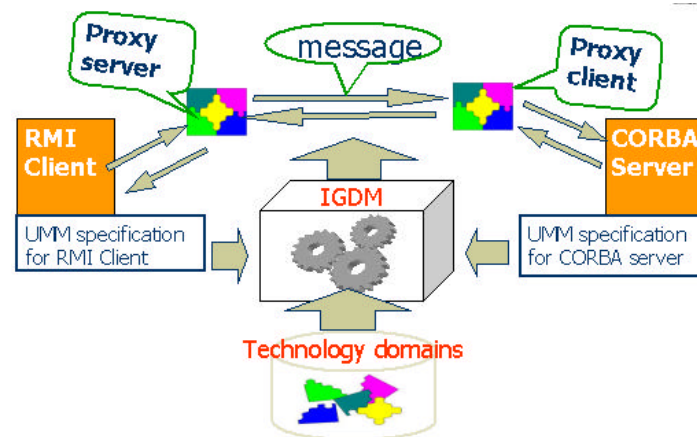 Proxy
server
message
Proxy
client
RMI
Client
CORBA
Server
IGDM
UMM specification
for RMI Client
UMM specification
for CORBA server
Technology domains